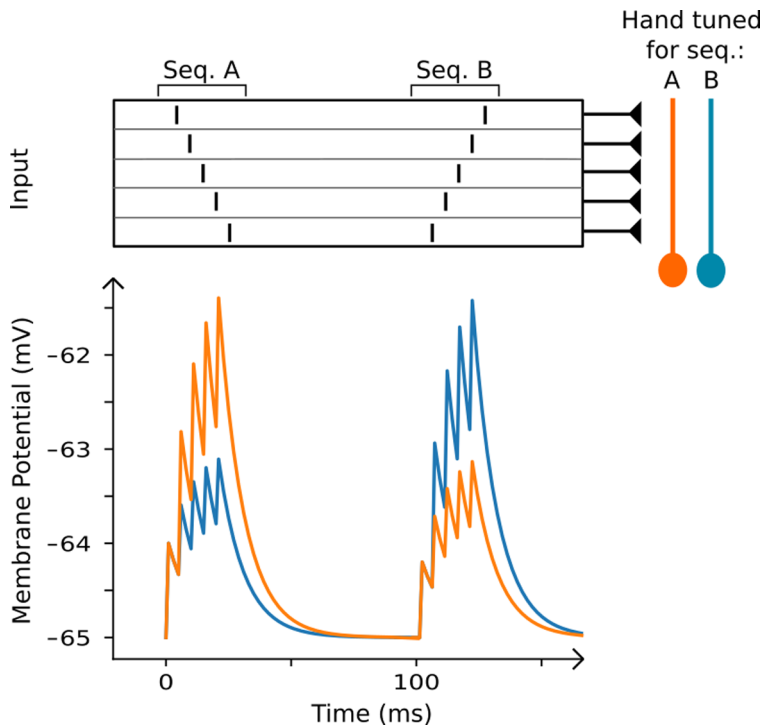 Hand tuned
for seq.:
A B
Seq. A Seq. B
Input
Membrane Potential (mV)
–62
–63
–64
–65
0 100
Time (ms)